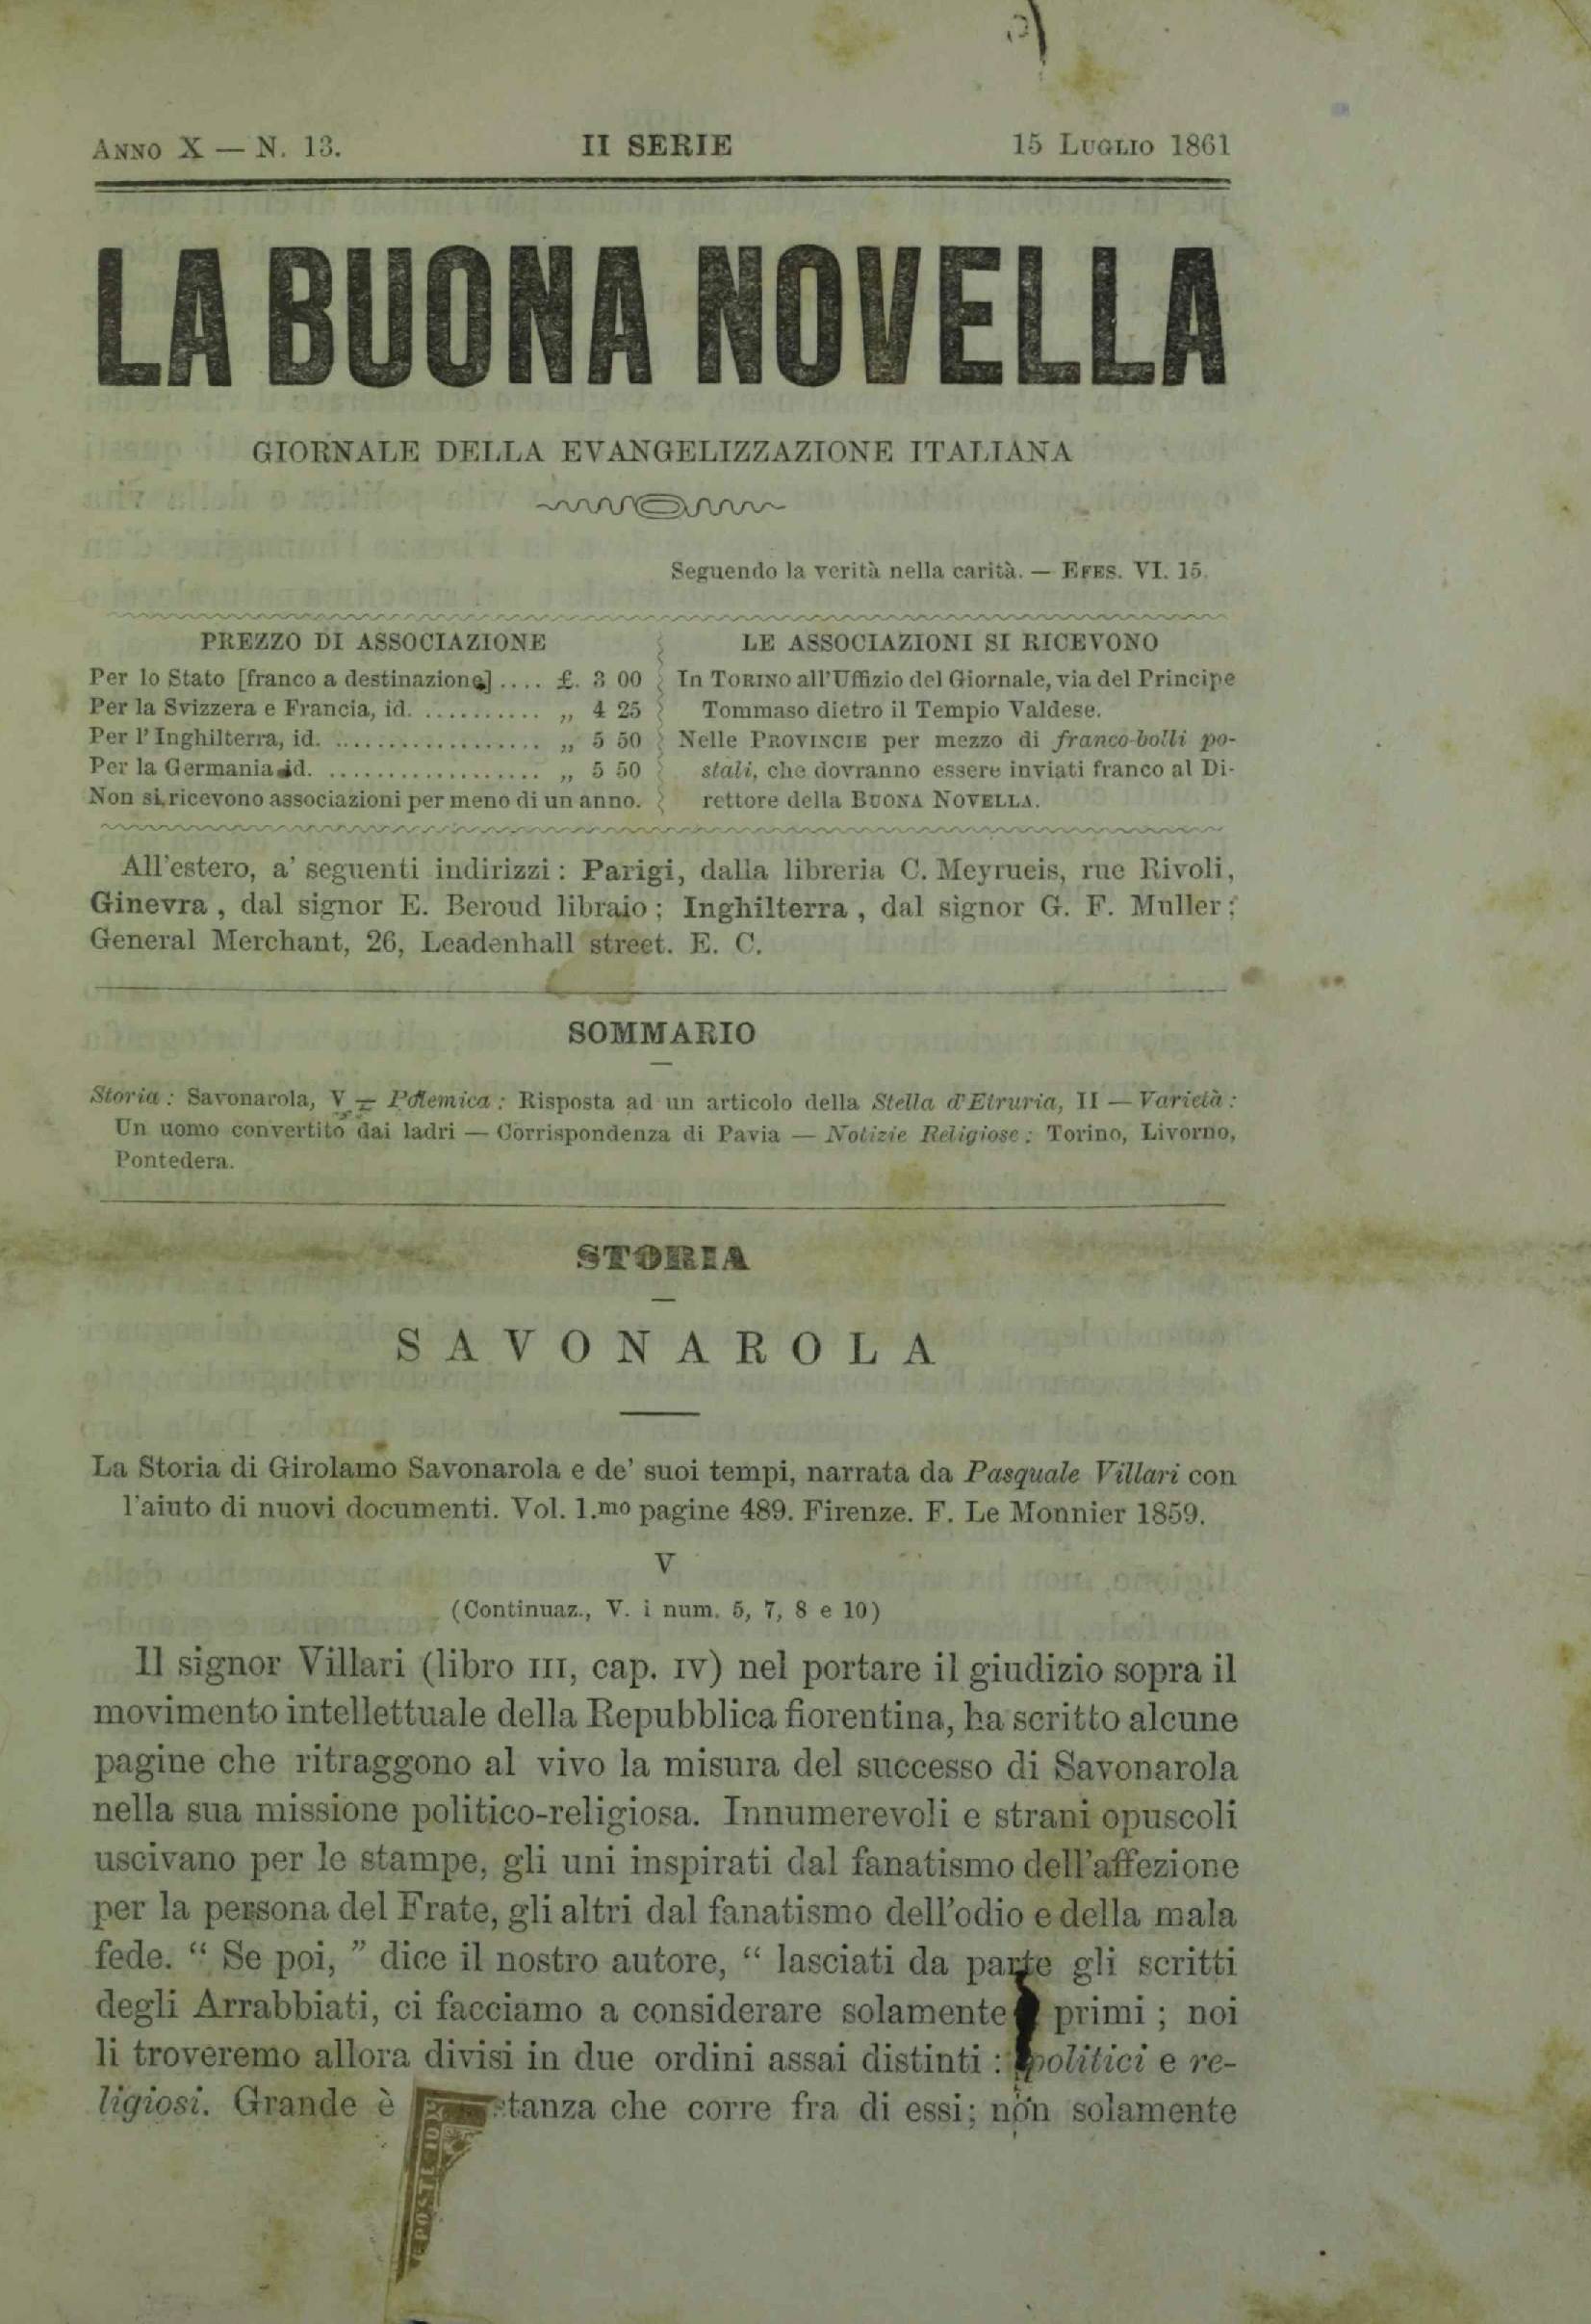 ANNO X — N. 13. II SERIE 15 LUGLIO 1861
LA BUONA NOVELLA
GIORNALE DELLA EVANGELIZZAZIONE ITALIANA
Seguendo la verità nella carità. — EFES. VI. 15.
PREZZO DI ASSOCIAZIONE
Per lo Stato [franco a destinazione] .... £. 3 00
Per la Svizzera e Francia, id. ........... „ 4 25
Per l'Inghilterra, id. .................. „ 5 50
Per la Germania id. .................. „ 5 50
Non si ricevono associazioni per meno di un anno.
LE ASSOCIAZIONI SI RICEVONO
In TORINO all'Uffizio del Giornale, via del Principe
Tommaso dietro il Tempio Valdese.
Nelle PROVINCIE per mezzo di franco-bolli po-
stali, che dovranno essere inviati franco al Di-
rettore della BUONA NOVELLA.
All'estero, a' seguenti indirizzi : Parigi, dalla libreria C. Meyrueis, rue Rivoli,
Ginevra , dal signor E. Beroud libraio ; Inghilterra , dal signor G. F. Muller ;
General Merchant, 26, Leadenhall street. E. C.
SOMMARIO
Storia : Savonarola, V — Polemica : Risposta ad un articolo della Stella d'Etruria, II — Varietà :
Un uomo convertito dai ladri — Corrispondenza di Pavia — Notizie Religiose : Torino, Livorno,
Pontedera.
STORIA
SAVONAROLA
La Storia di Girolamo Savonarola e de' suoi tempi, narrata da Pasquale Villari con
l'aiuto di nuovi documenti. Vol. 1.mo pagine 489. Firenze. F. Le Monnier 1859.
V
(Continuaz., V. i num. 5, 7, 8 e 10)
Il signor Villari (libro III, cap. IV) nel portare il giudizio sopra il
movimento intellettuale della Repubblica fiorentina, ha scritto alcune
pagine che ritraggono al vivo la misura del successo di Savonarola
nella sua missione politico-religiosa. Innumerevoli e strani opuscoli
uscivano per le stampe, gli uni inspirati dal fanatismo dell'affezione
per la persona del Frate, gli altri dal fanatismo dell'odio e della mala
fede. “ Se poi, ” dice il nostro autore, “ lasciati da parte gli scritti
degli Arrabbiati, ci facciamo a considerare solamente primi ; noi
li troveremo allora divisi in due ordini assai distinti : politici e re-
ligiosi. Grande è tanza che corre fra di essi; non solamente
POSTE